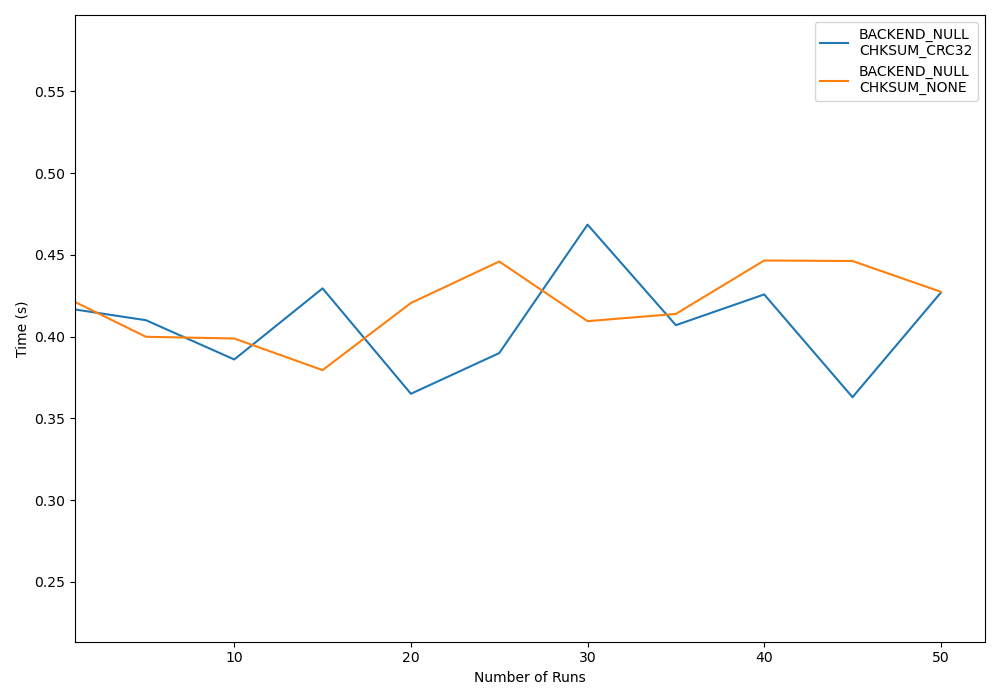 BACKEND_NULL
CHKSUM_CRC32
BACKEND_NULL
CHKSUM_NONE
0.55
0.50
0.45
0.40
0.35
0.30
0.25
Time (s)
10 20 30 40 50
Number of Runs